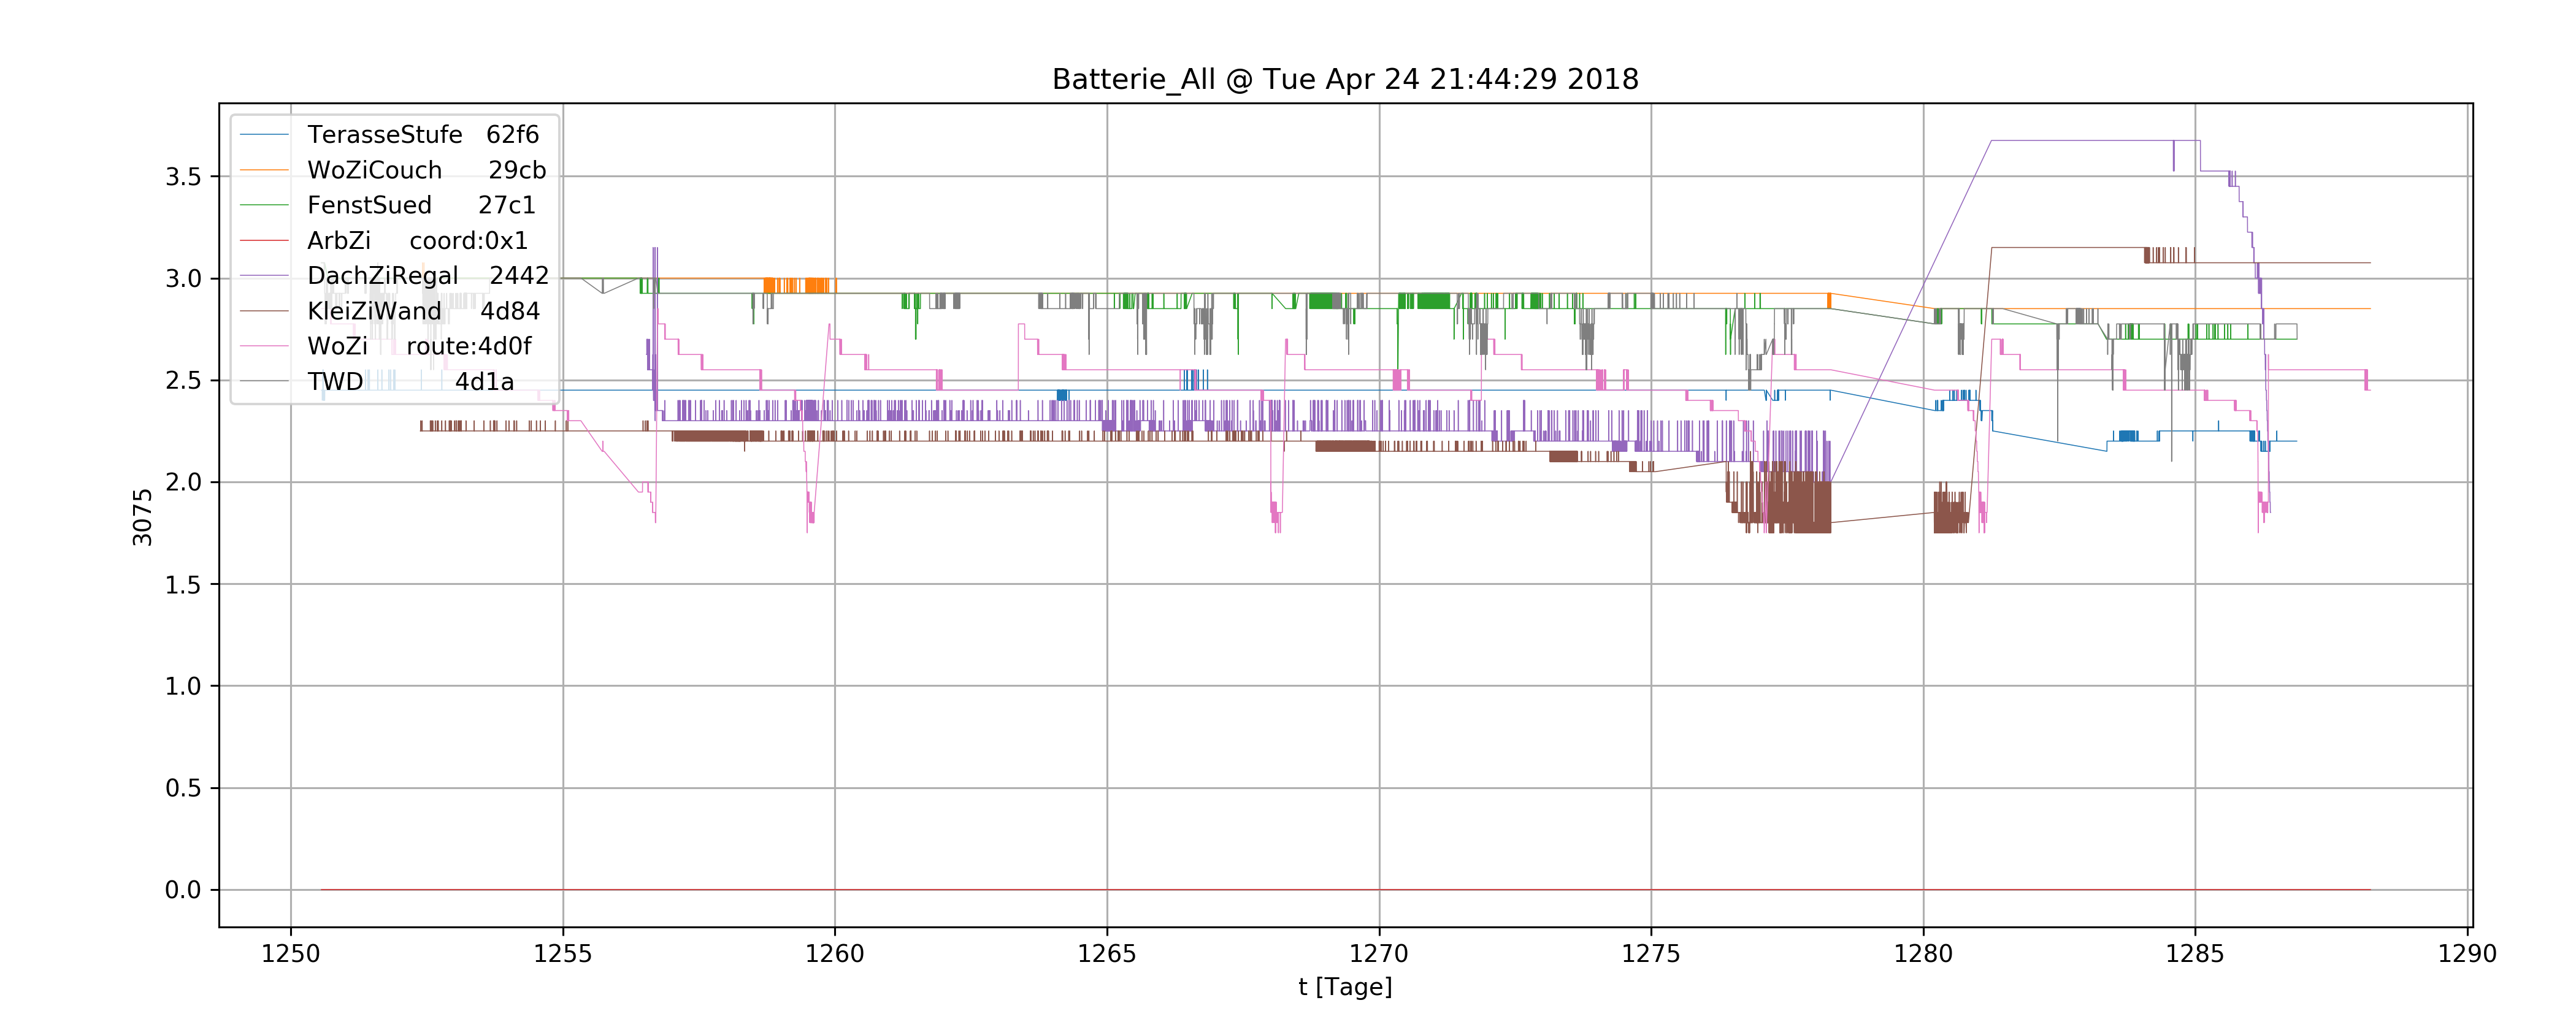 Batterie_All @ Tue Apr 24 21:44:29 2018
TerasseStufe 62f6
WoZiCouch 29cb
FenstSued 27c1
ArbZi coord:0x1
DachZiRegal 2442
KleiZiWand 4d84
WoZi route:4d0f
TWD 4d1a
3.5
3.0
2.5
2.0
1.5
1.0
0.5
0.0
3075
1250 1255 1260 1265 1270 1275 1280 1285 1290
t [Tage]